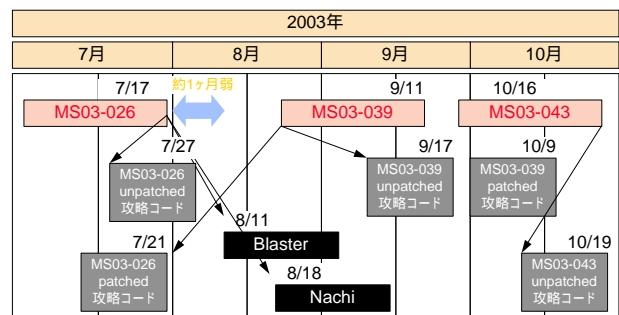 2003年
7月 8月 9月 10月
7/17 約1ヶ月弱 9/11 10/16
MS03-026 MS03-039 MS03-043
7/27 9/17 10/9
MS03-026
unpatched
攻略コード
MS03-039
unpatched
攻略コード
MS03-039
patched
攻略コード
8/11
Blaster
7/21
MS03-026
patched
攻略コード
8/18
Nachi
10/19
MS03-043
unpatched
攻略コード